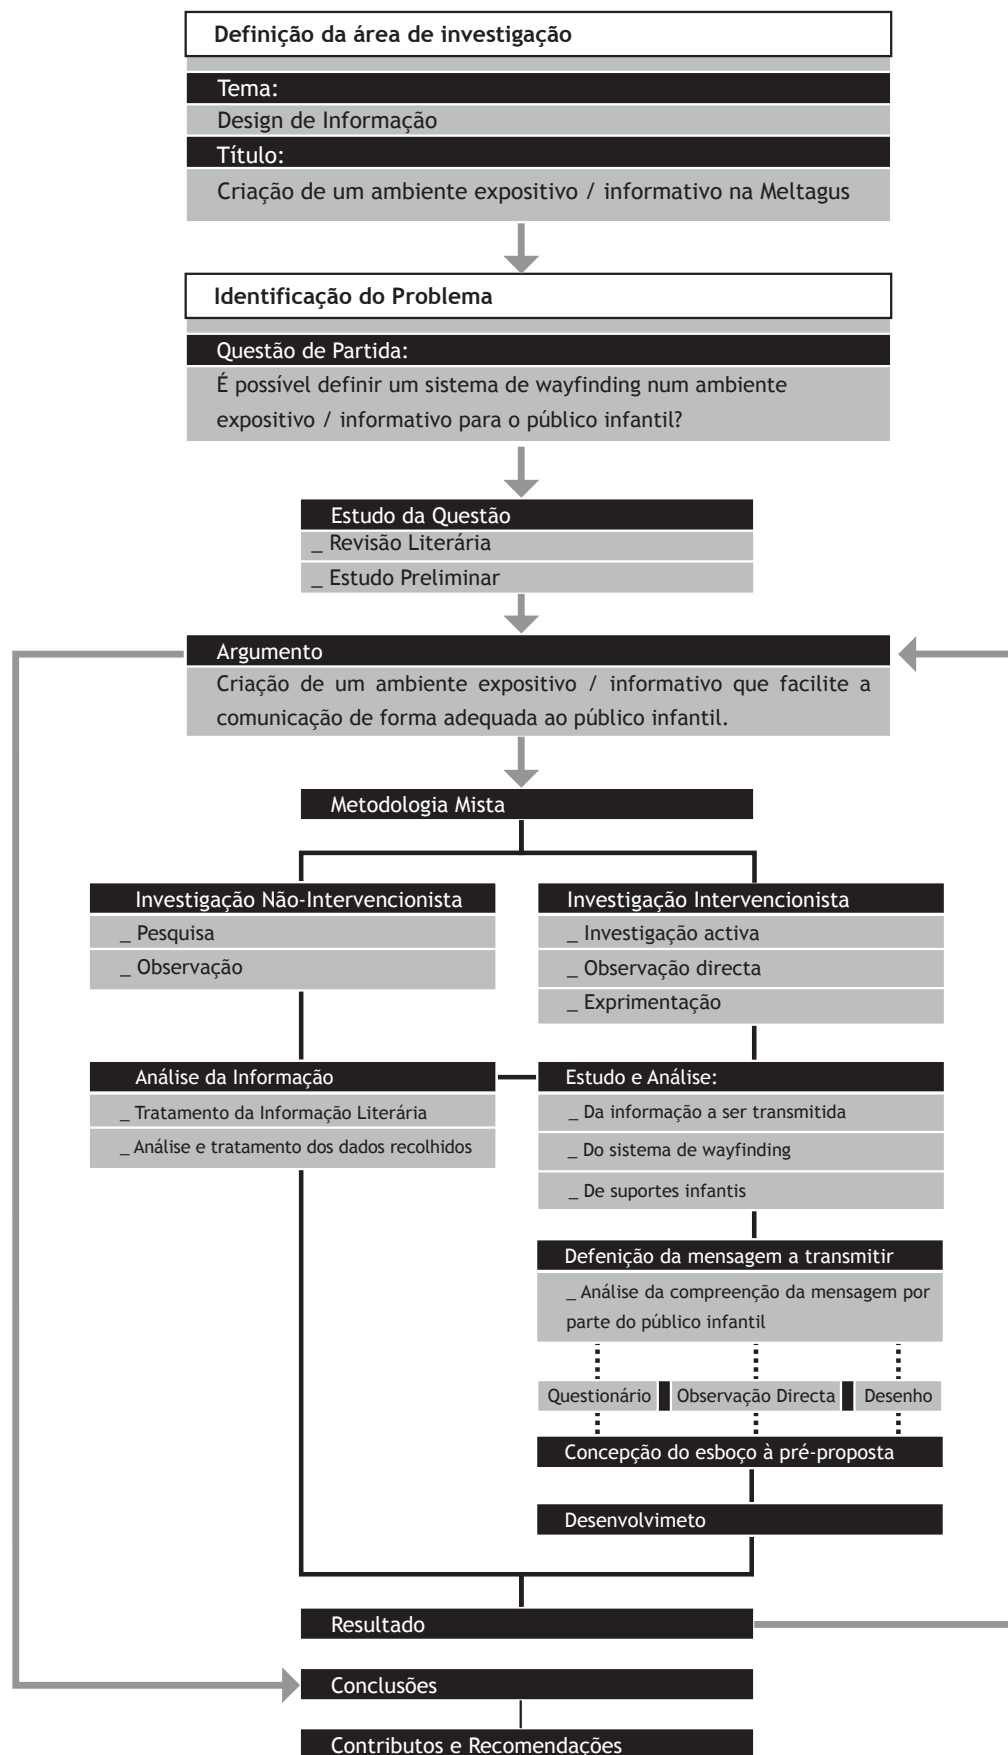 Definição da área de investigação
Tema:
Design de Informação
Título:
Criação de um ambiente expositivo / informativo na Meltagus
Identificação do Problema
Questão de Partida:
É possível definir um sistema de wayfinding num ambiente
expositivo / informativo para o público infantil?
Estudo da Questão
_ Revisão Literária
_ Estudo Preliminar
Argumento
Criação de um ambiente expositivo / informativo que facilite a
comunicação de forma adequada ao público infantil.
Metodologia Mista
Investigação Não-Intervencionista
_ Pesquisa
_ Observação
Investigação Intervencionista
_ Investigação activa
_ Observação directa
_ Exprimentação
Análise da Informação
_ Tratamento da Informação Literária
_ Análise e tratamento dos dados recolhidos
Estudo e Análise:
_ Da informação a ser transmitida
_ Do sistema de wayfinding
_ De suportes infantis
Defenição da mensagem a transmitir
_ Análise da compreenção da mensagem por
parte do público infantil
Questionário
Observação Directa
Desenho
Concepção do esboço à pré-proposta
Desenvolvimeto
Resultado
Conclusões
Contributos e Recomendações